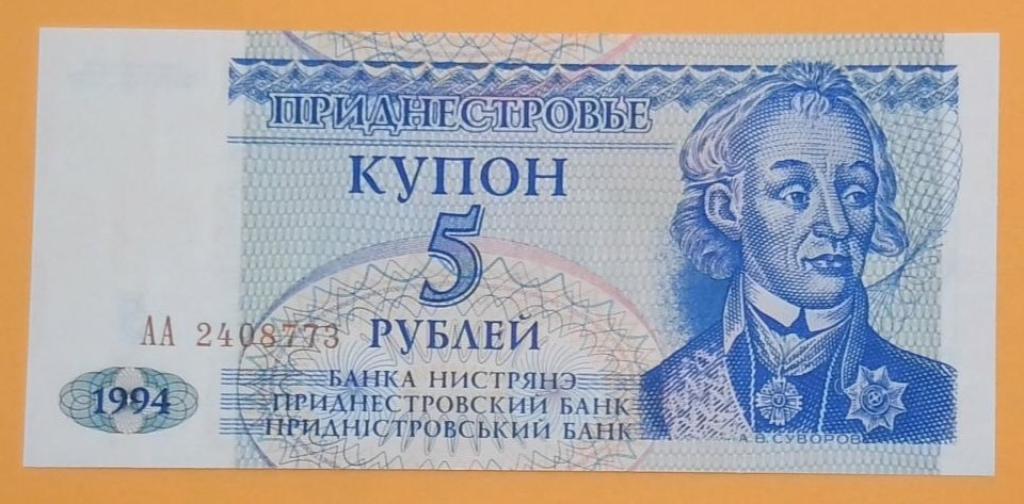 ПРИДНЕСТРОВЬЕ
КУПОН
5
РУБЛЕЙ
АА 2408773
1994
БАНКА НИСТРЯНЭ
ПРИДНЕСТРОВСКИЙ БАНК
ПРИДНІСТРОВСЬКИЙ БАНК
А.В.СУВОРОВ